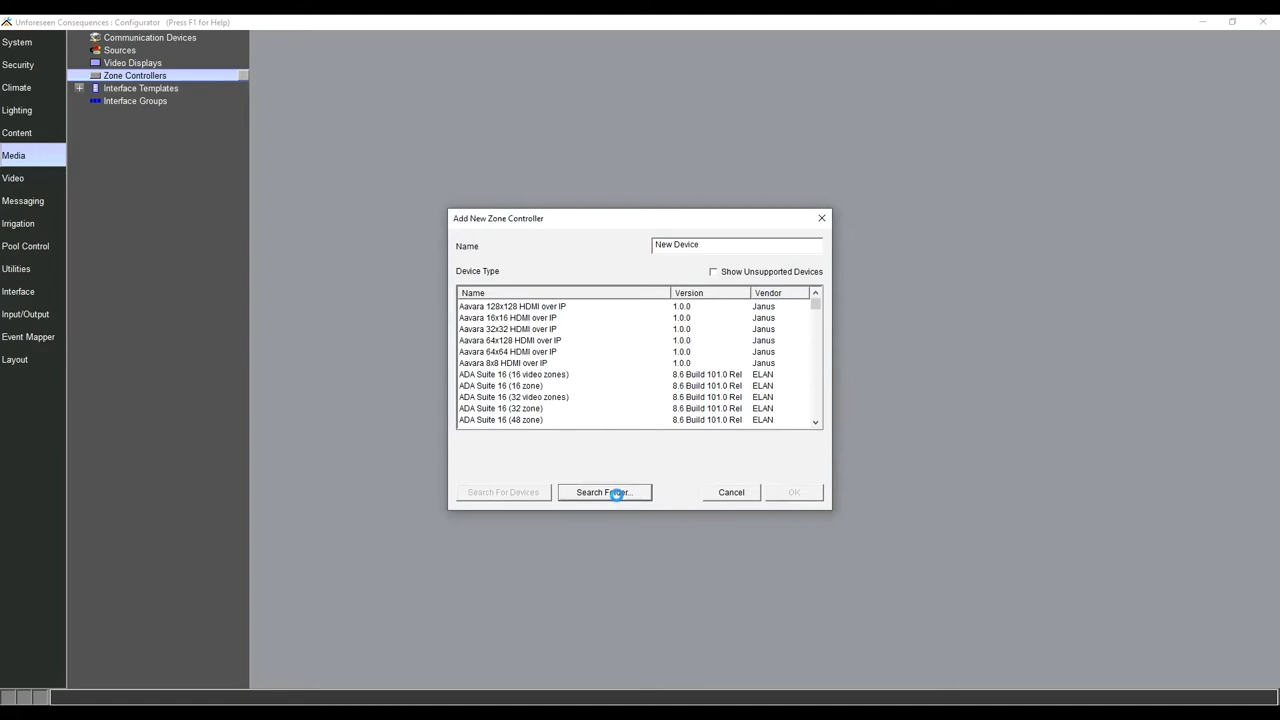 Unforeseen Consequences : Configurator (Press F1 for Help)
System
Security
Climate
Lighting
Content
Media
Video
Messaging
Irrigation
Pool Control
Utilities
Interface
Input/Output
Event Mapper
Layout
Communication Devices
Sources
Video Displays
Zone Controllers
Interface Templates
Interface Groups
Add New Zone Controller
Name New Device
Device Type Show Unsupported Devices
Name Version Vendor
Aavara 128x128 HDMI over IP 1.0.0 Janus
Aavara 16x16 HDMI over IP 1.0.0 Janus
Aavara 32x32 HDMI over IP 1.0.0 Janus
Aavara 64x128 HDMI over IP 1.0.0 Janus
Aavara 64x64 HDMI over IP 1.0.0 Janus
Aavara 8x8 HDMI over IP 1.0.0 Janus
ADA Suite 16 (16 video zones) 8.6 Build 101.0 Rel ELAN
ADA Suite 16 (16 zone) 8.6 Build 101.0 Rel ELAN
ADA Suite 16 (32 video zones) 8.6 Build 101.0 Rel ELAN
ADA Suite 16 (32 zone) 8.6 Build 101.0 Rel ELAN
ADA Suite 16 (48 zone) 8.6 Build 101.0 Rel ELAN
Search For Devices Search Folder... Cancel OK